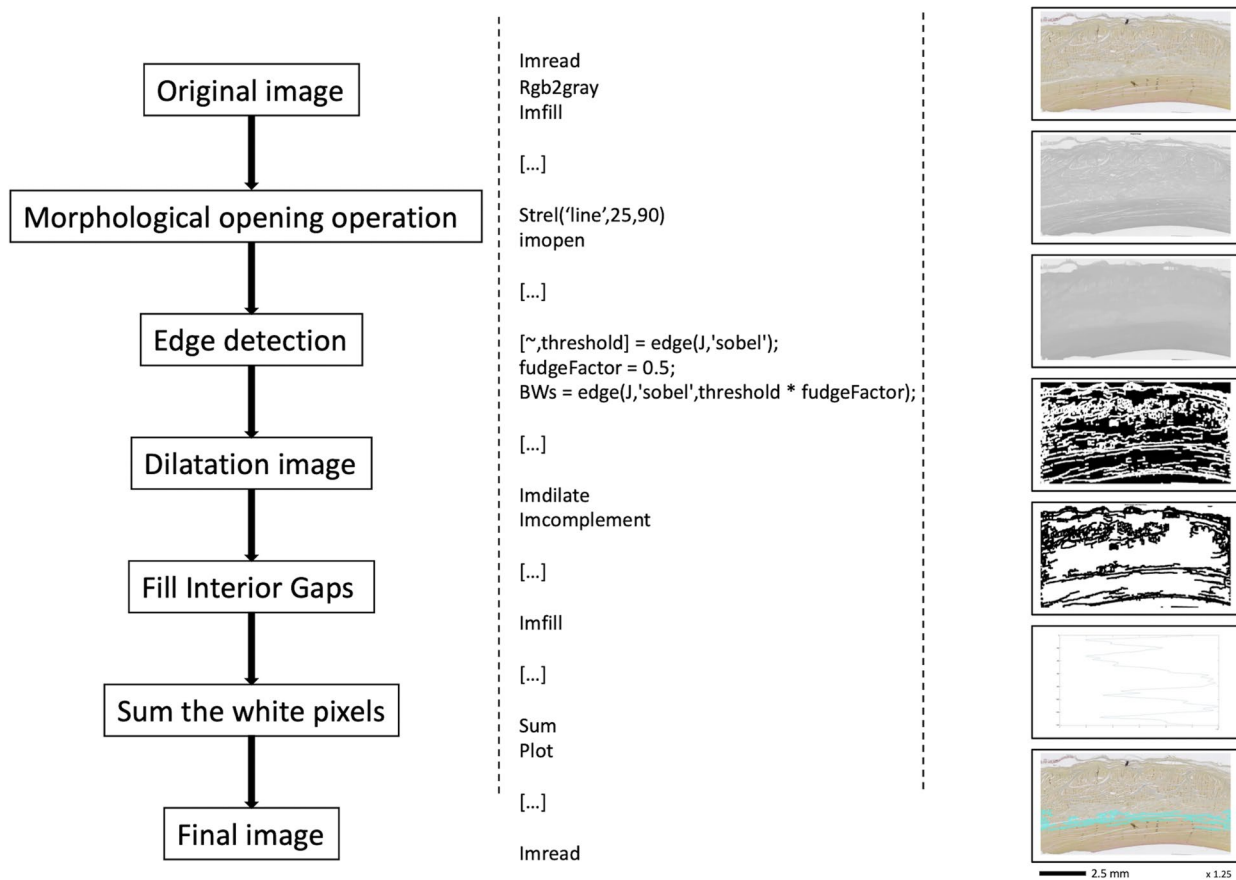 Original image
Morphological opening operation
Edge detection
Dilatation image
Fill Interior Gaps
Sum the white pixels
Final image
Imread
Rgb2gray
Imfill
[...]
Strel(‘line’,25,90)
imopen
[...]
[~,threshold] = edge(J,'sobel');
fudgeFactor = 0.5;
BWs = edge(J,'sobel',threshold * fudgeFactor);
[...]
Imdilate
Imcomplement
[...]
Imfill
[...]
Sum
Plot
[...]
Imread
2.5 mm
x 1.25